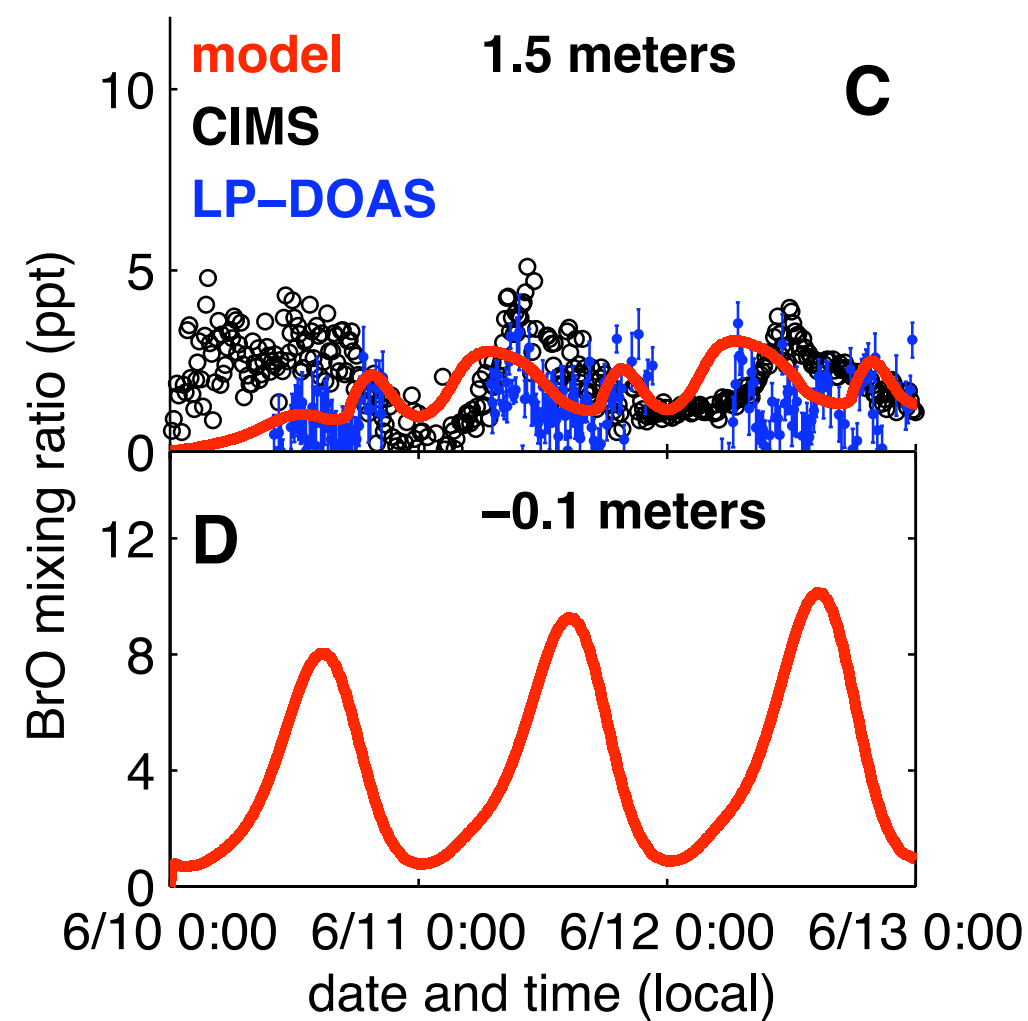 model
1.5 meters
C
CIMS
LP−DOAS
10
5
0
BrO mixing ratio (ppt)
D
−0.1 meters
12
8
4
0
6/10 0:00 6/11 0:00 6/12 0:00 6/13 0:00
date and time (local)